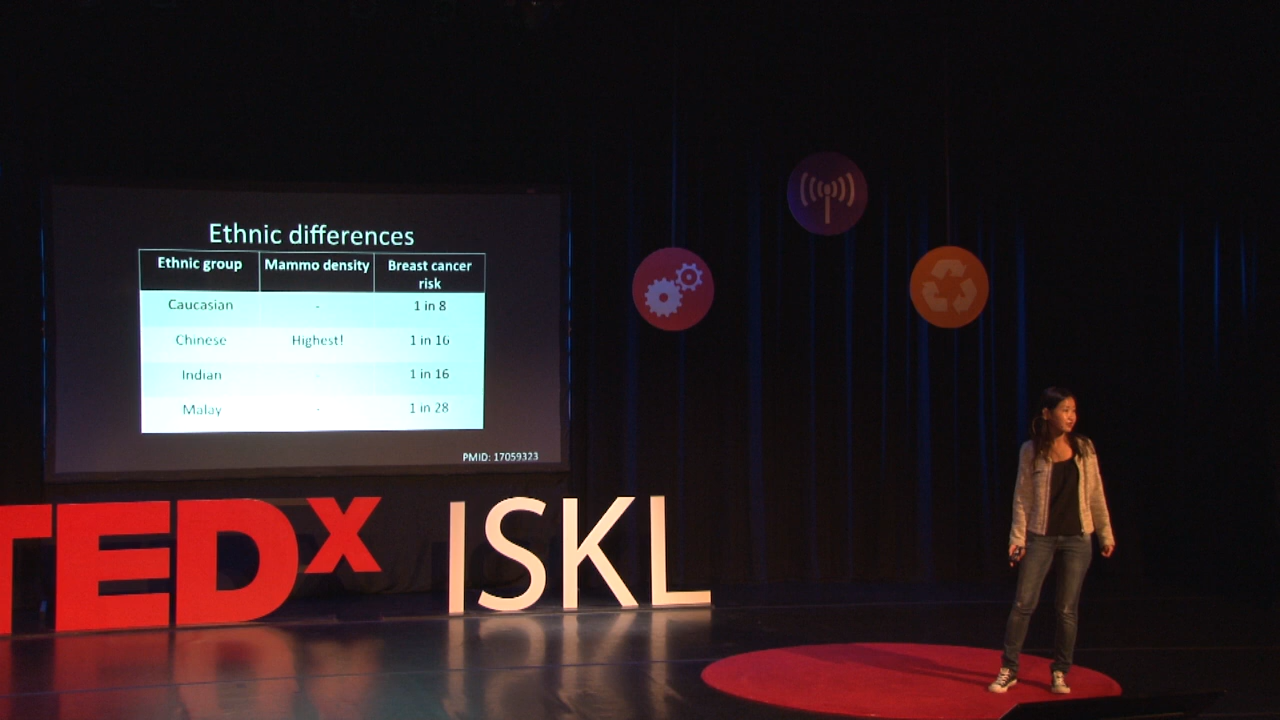 Ethnic differences
Ethnic group Mammo density Breast cancer risk
Caucasian - 1 in 8
Chinese Highest! 1 in 16
Indian - 1 in 16
Malay - 1 in 28
PMID: 17059323
TEDx ISKL